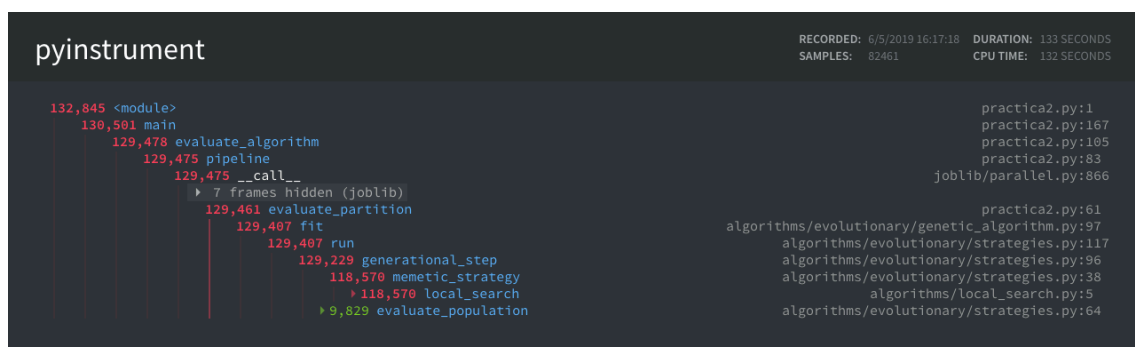 pyinstrument
RECORDED: 6/5/2019 16:17:18 DURATION: 133 SECONDS
SAMPLES: 82461 CPU TIME: 132 SECONDS
132,845 <module> practica2.py:1
130,501 main practica2.py:167
129,478 evaluate_algorithm practica2.py:105
129,475 pipeline practica2.py:83
129,475 __call__ joblib/parallel.py:866
7 frames hidden (joblib)
129,461 evaluate_partition practica2.py:61
129,407 fit algorithms/evolutionary/genetic_algorithm.py:97
129,407 run algorithms/evolutionary/strategies.py:117
129,229 generational_step algorithms/evolutionary/strategies.py:96
118,570 memetic_strategy algorithms/evolutionary/strategies.py:38
118,570 local_search algorithms/local_search.py:5
9,829 evaluate_population algorithms/evolutionary/strategies.py:64